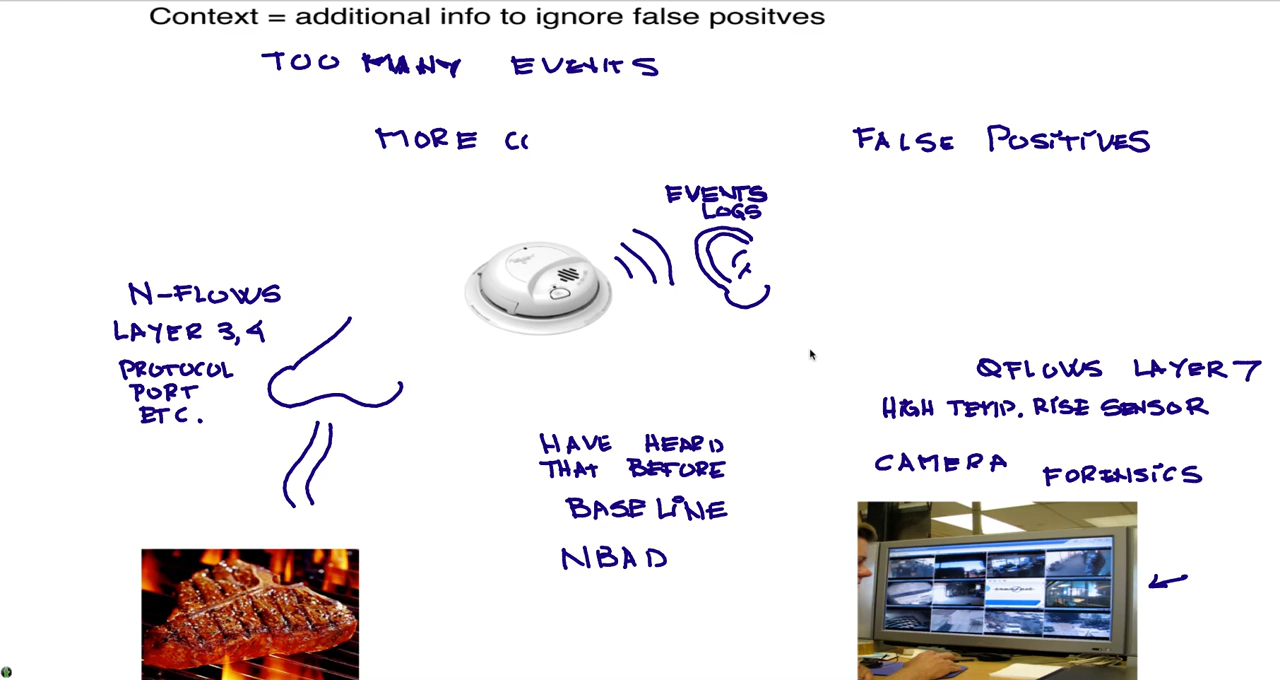 Context = additional info to ignore false positves
TOO MANY EVENTS
MORE CO
FALSE POSITIVES
EVENTS
LOGS
N-FLOWS
LAYER 3,4
PROTOCOL
PORT
ETC.
QFLOWS LAYER 7
HIGH TEMP. RISE SENSOR
HAVE HEARD
THAT BEFORE
CAMERA
FORENSICS
BASELINE
NBAD